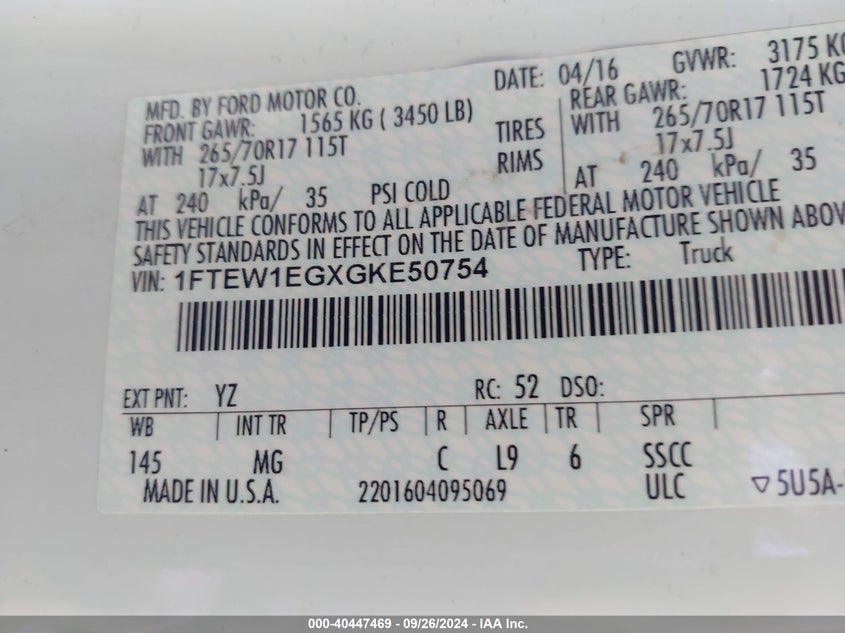 MFD. BY FORD MOTOR CO.
DATE: 04/16
GVWR: 3175 KG
FRONT GAWR: 1565 KG ( 3450 LB)
REAR GAWR: 1724 KG
WITH 265/70R17 115T
TIRES
WITH 265/70R17 115T
17x7.5J
RIMS
17x7.5J
AT 240 kPa/ 35 PSI COLD
AT 240 kPa/ 35
THIS VEHICLE CONFORMS TO ALL APPLICABLE FEDERAL MOTOR VEHICLE
SAFETY STANDARDS IN EFFECT ON THE DATE OF MANUFACTURE SHOWN ABOV
VIN: 1FTEW1EGXGKE50754
TYPE: Truck
EXT PNT: YZ RC: 52 DSO:
WB INT TR TP/PS R AXLE TR SPR
145 MG C L9 6 SSCC
MADE IN U.S.A. 2201604095069 ULC ▽ 5U5A-
000-40447469 - 09/26/2024 - IAA Inc.